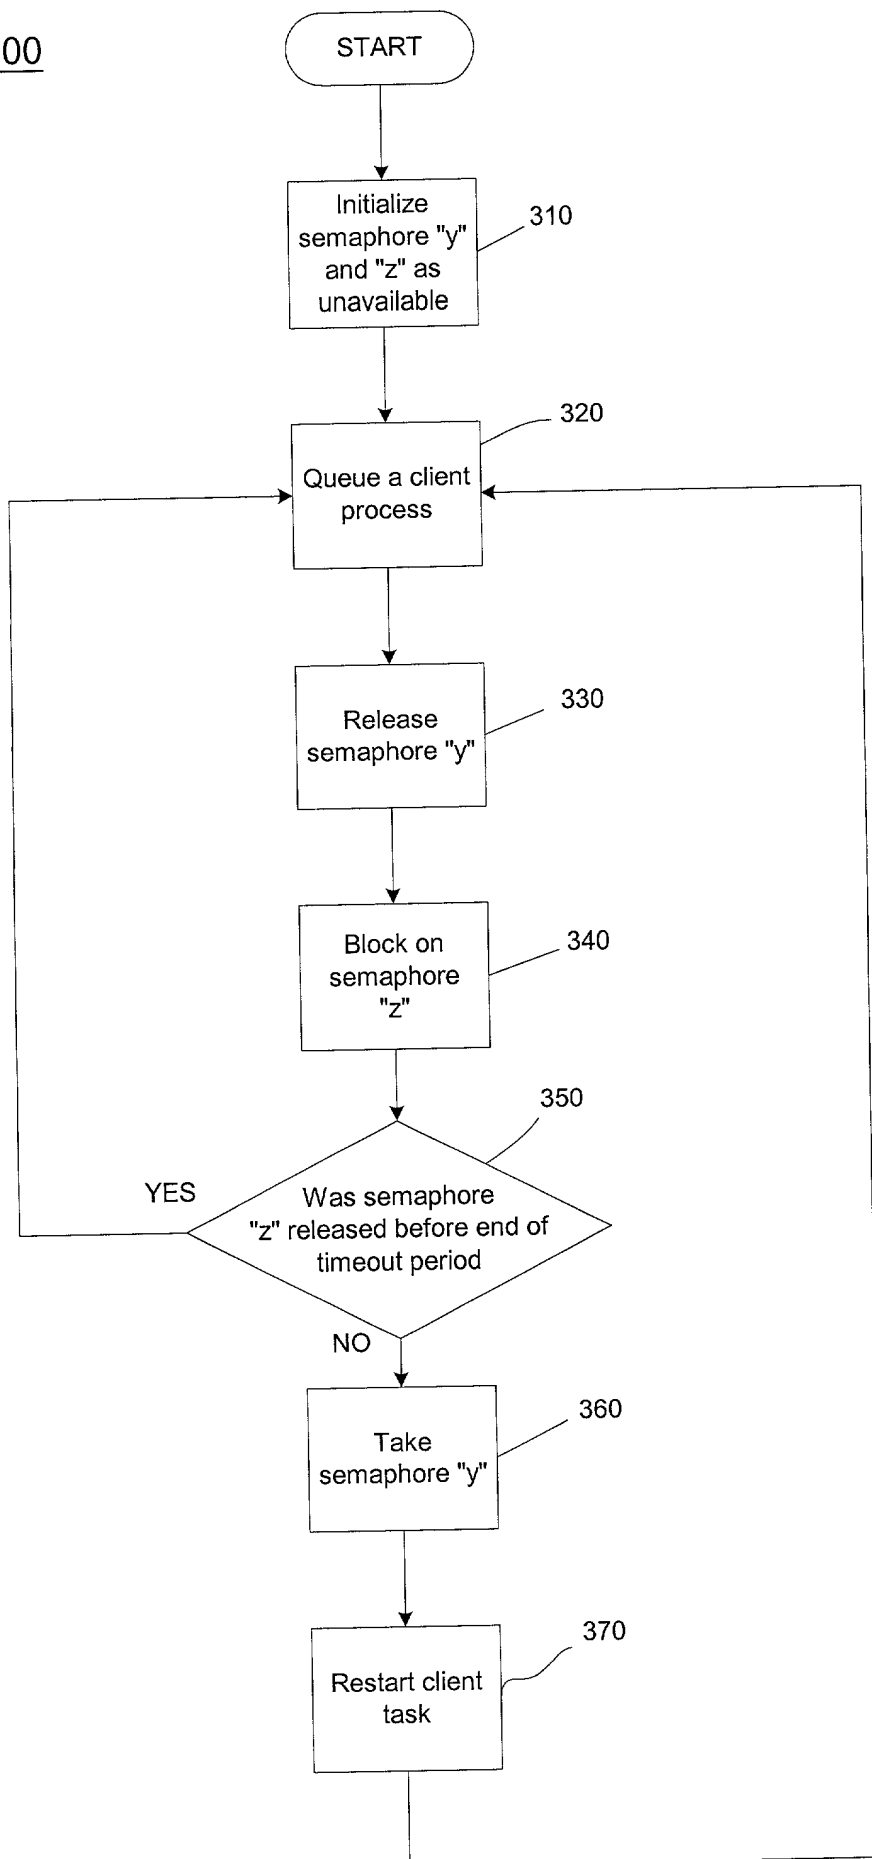 00
START
Initialize
semaphore "y"
and "z" as
unavailable
310
320
Queue a client
process
330
Release
semaphore "y"
340
Block on
semaphore
"z"
350
YES
Was semaphore
"z" released before end of
timeout period
NO
360
Take
semaphore "y"
370
Restart client
task